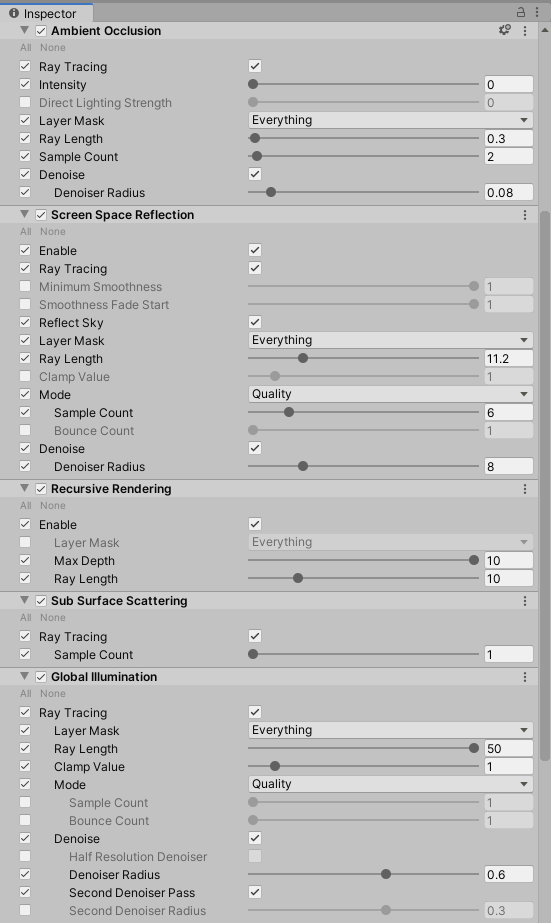 Inspector
Ambient Occlusion
All None
Ray Tracing
Intensity 0
Direct Lighting Strength 0
Layer Mask Everything
Ray Length 0.3
Sample Count 2
Denoise
Denoiser Radius 0.08
Screen Space Reflection
All None
Enable
Ray Tracing
Minimum Smoothness 1
Smoothness Fade Start 1
Reflect Sky
Layer Mask Everything
Ray Length 11.2
Clamp Value 1
Mode Quality
Sample Count 6
Bounce Count 1
Denoise
Denoiser Radius 8
Recursive Rendering
All None
Enable
Layer Mask Everything
Max Depth 10
Ray Length 10
Sub Surface Scattering
All None
Ray Tracing
Sample Count 1
Global Illumination
All None
Ray Tracing
Layer Mask Everything
Ray Length 50
Clamp Value 1
Mode Quality
Sample Count 1
Bounce Count 1
Denoise
Half Resolution Denoiser
Denoiser Radius 0.6
Second Denoiser Pass
Second Denoiser Radius 0.3